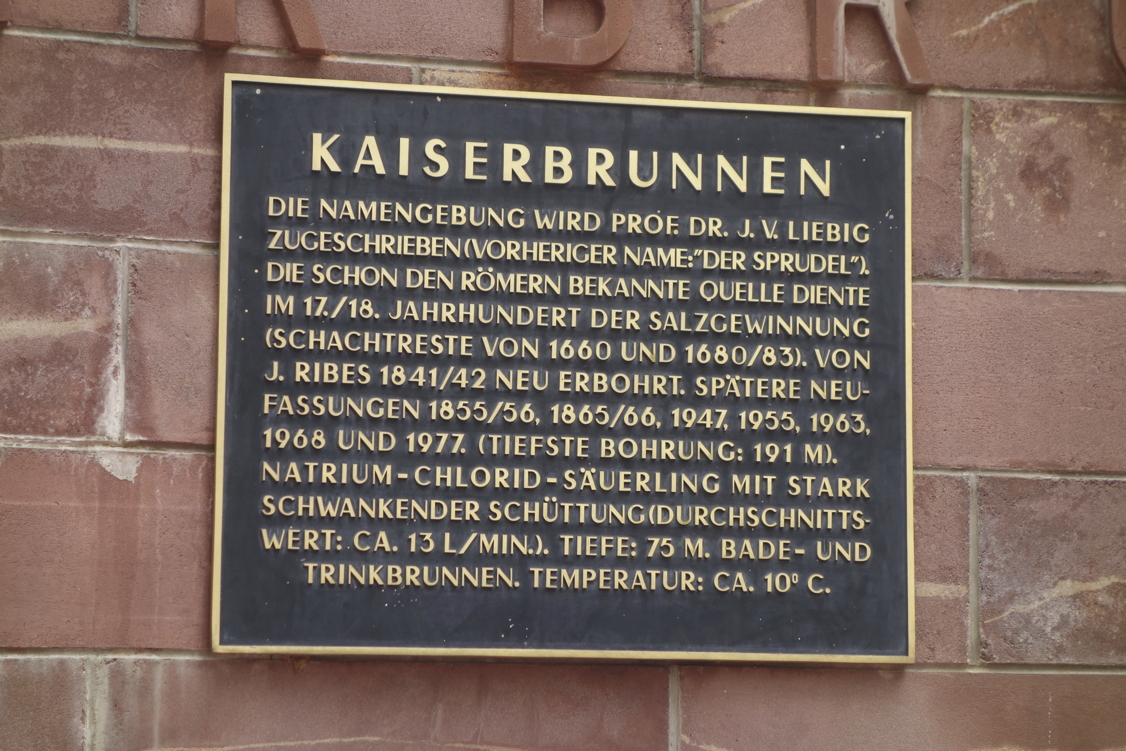 KAISERBRUNNEN
DIE NAMENGEBUNG WIRD PROF. DR. J. V. LIEBIG
ZUGESCHRIEBEN(VORHERIGER NAME:"DER SPRUDEL").
DIE SCHON DEN RÖMERN BEKANNTE QUELLE DIENTE
IM 17./18. JAHRHUNDERT DER SALZGEWINNUNG
(SCHACHTRESTE VON 1660 UND 1680/83). VON
J. RIBES 1841/42 NEU ERBOHRT. SPÄTERE NEU-
FASSUNGEN 1855/56, 1865/66, 1947, 1955, 1963,
1968 UND 1977. (TIEFSTE BOHRUNG: 191 M).
NATRIUM-CHLORID-SÄUERLING MIT STARK
SCHWANKENDER SCHÜTTUNG(DURCHSCHNITTS-
WERT: CA. 13 L/MIN.). TIEFE: 75 M. BADE- UND
TRINKBRUNNEN. TEMPERATUR: CA. 10° C.